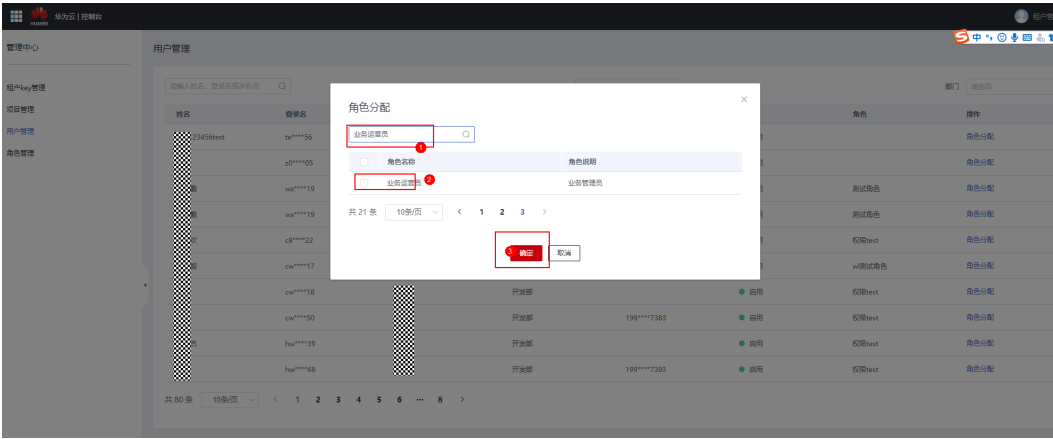 HUAWEI 华为云 | 控制台 租户管
管理中心 用户管理 中
租户key管理
项目管理
用户管理
角色管理
请输入姓名、登录名或手机号 部门 请选择
姓名 登录名 角色 操作
23456test te****56 角色分配
z0****05 角色分配
wx****19 测试角色 角色分配
wx****19 测试角色 角色分配
c8****22 权限test 角色分配
cw****17 wl测试角色 角色分配
cw****18 开发部 启用 权限test 角色分配
cw****50 开发部 199****7383 启用 权限test 角色分配
hw****39 开发部 启用 权限test 角色分配
hw****68 开发部 199****7393 启用 权限test 角色分配
共 80 条 10条/页 < 1 2 3 4 5 6 ··· 8 >
角色分配 ×
业务运营员
1
角色名称 角色说明
业务运营员 2 业务管理员
共 21 条 10条/页 < 1 2 3 >
3 确定 取消